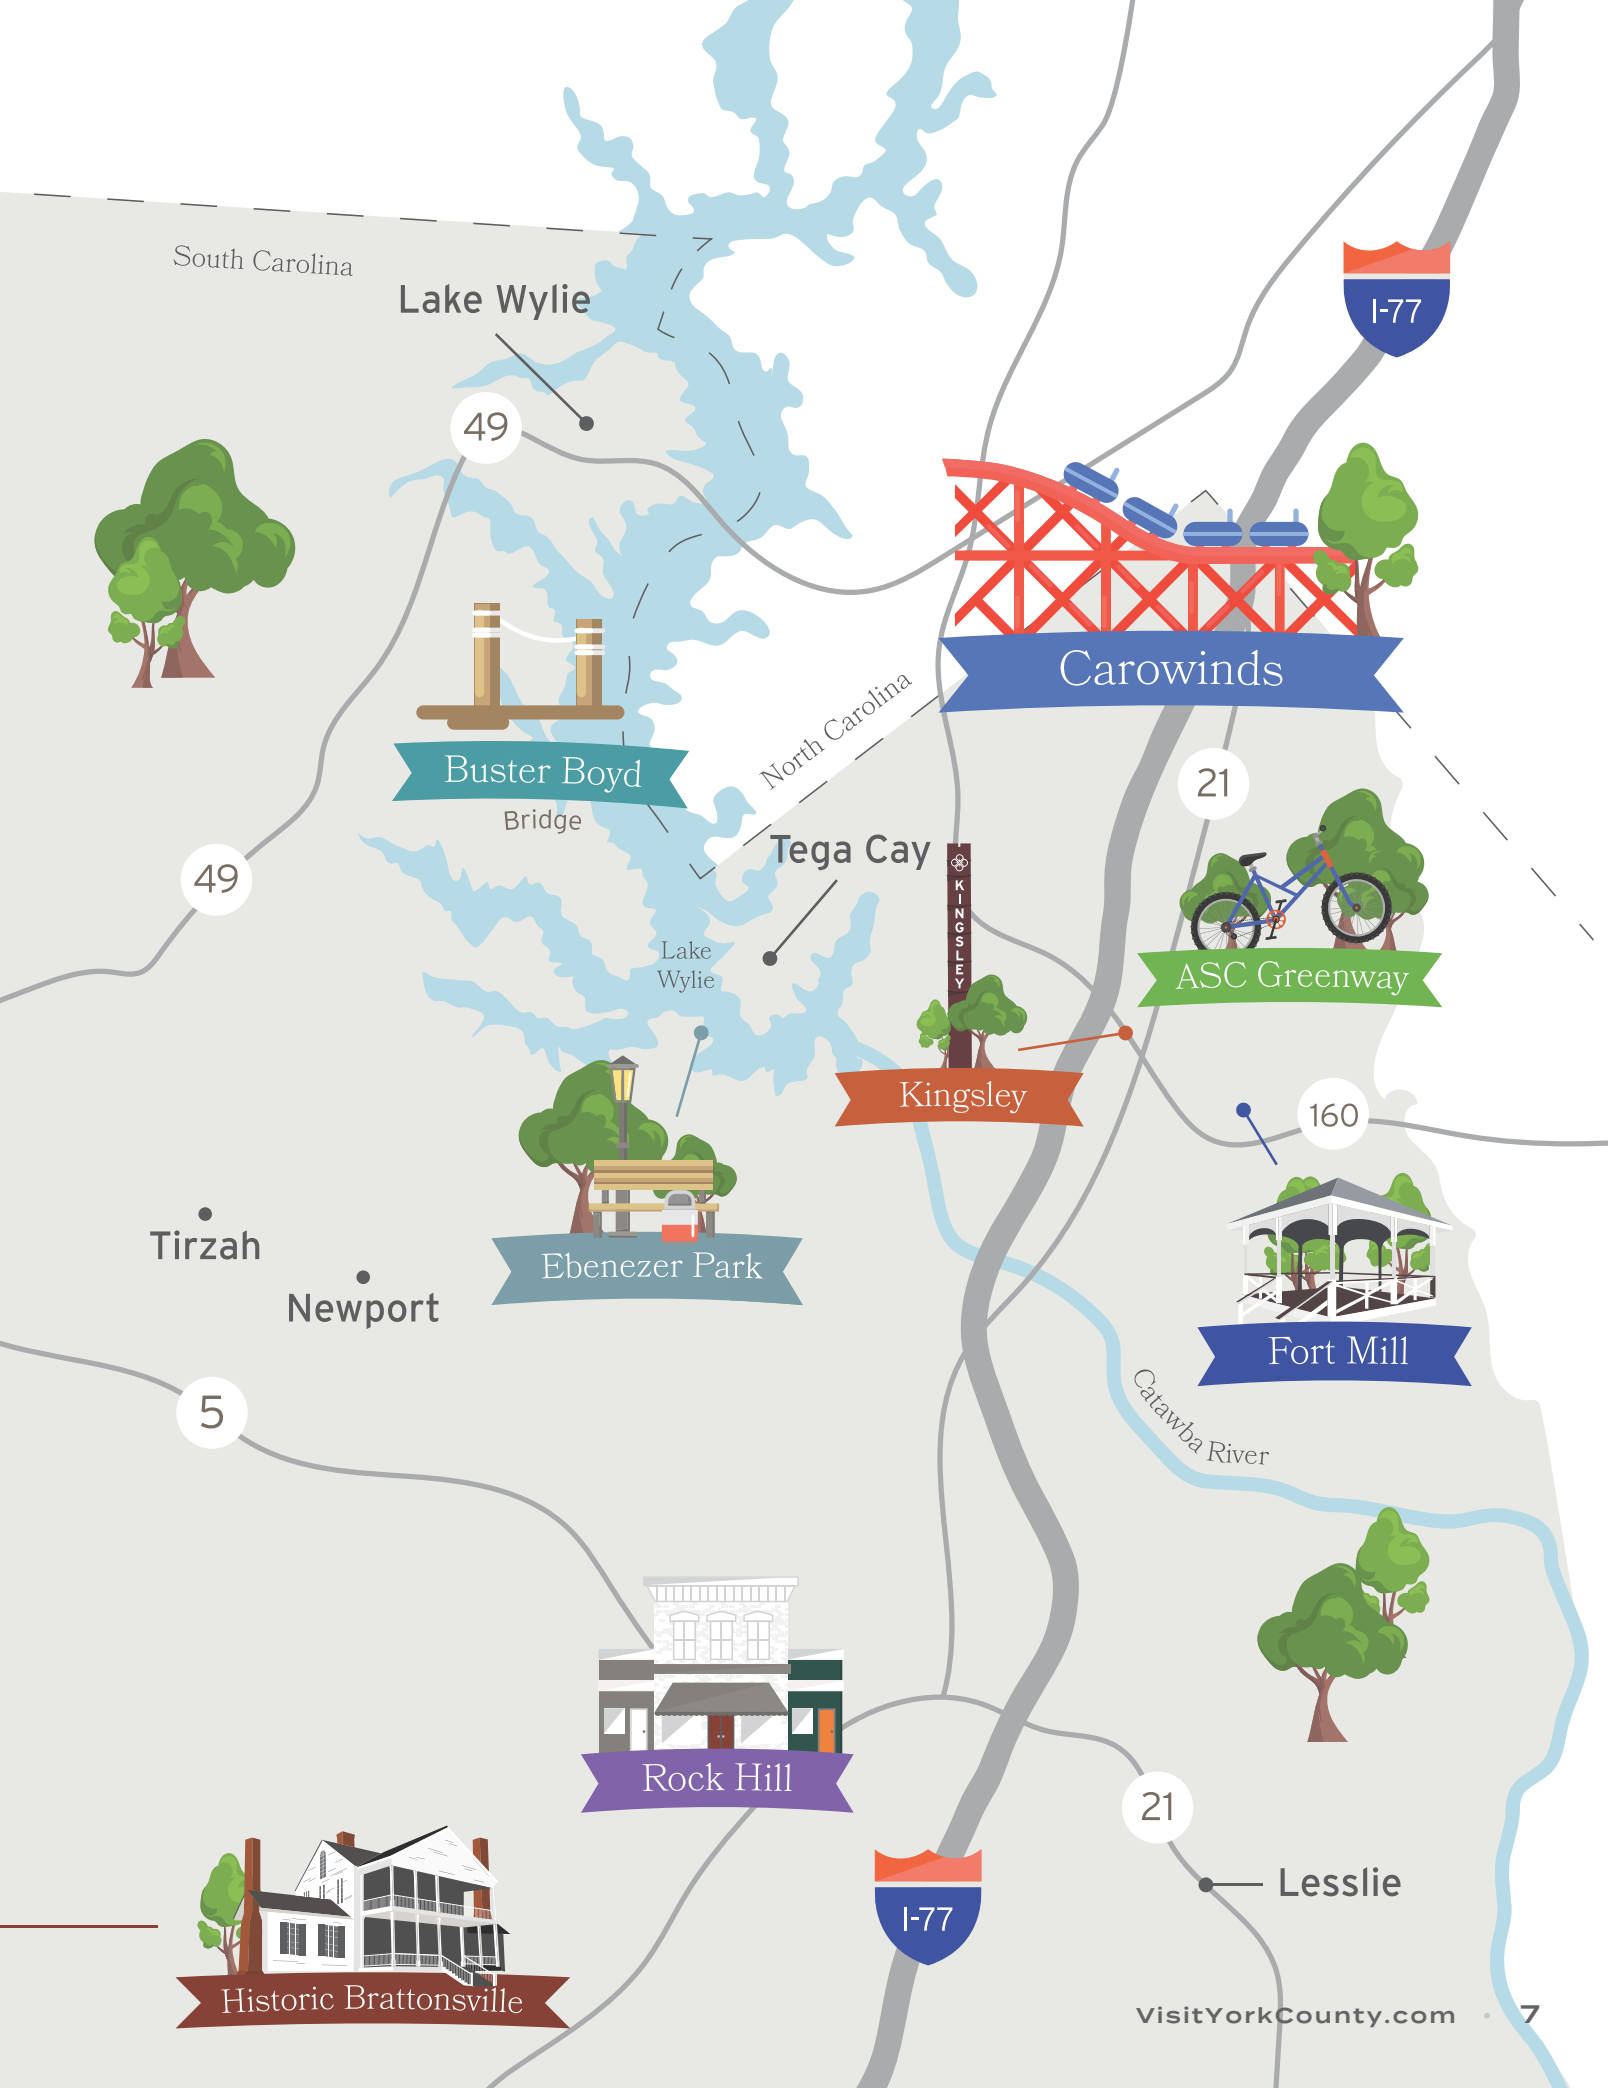 South Carolina
Lake Wylie
I-77
49
Carowinds
North Carolina
Buster Boyd
Bridge
21
Tega Cay
49
KINGSLEY
Lake
Wylie
ASC Greenway
Kingsley
160
Tirzah
Ebenezer Park
Newport
Fort Mill
5
Catawba River
Rock Hill
21
Lesslie
I-77
Historic Brattonsville
VisitYorkCounty.com • 7